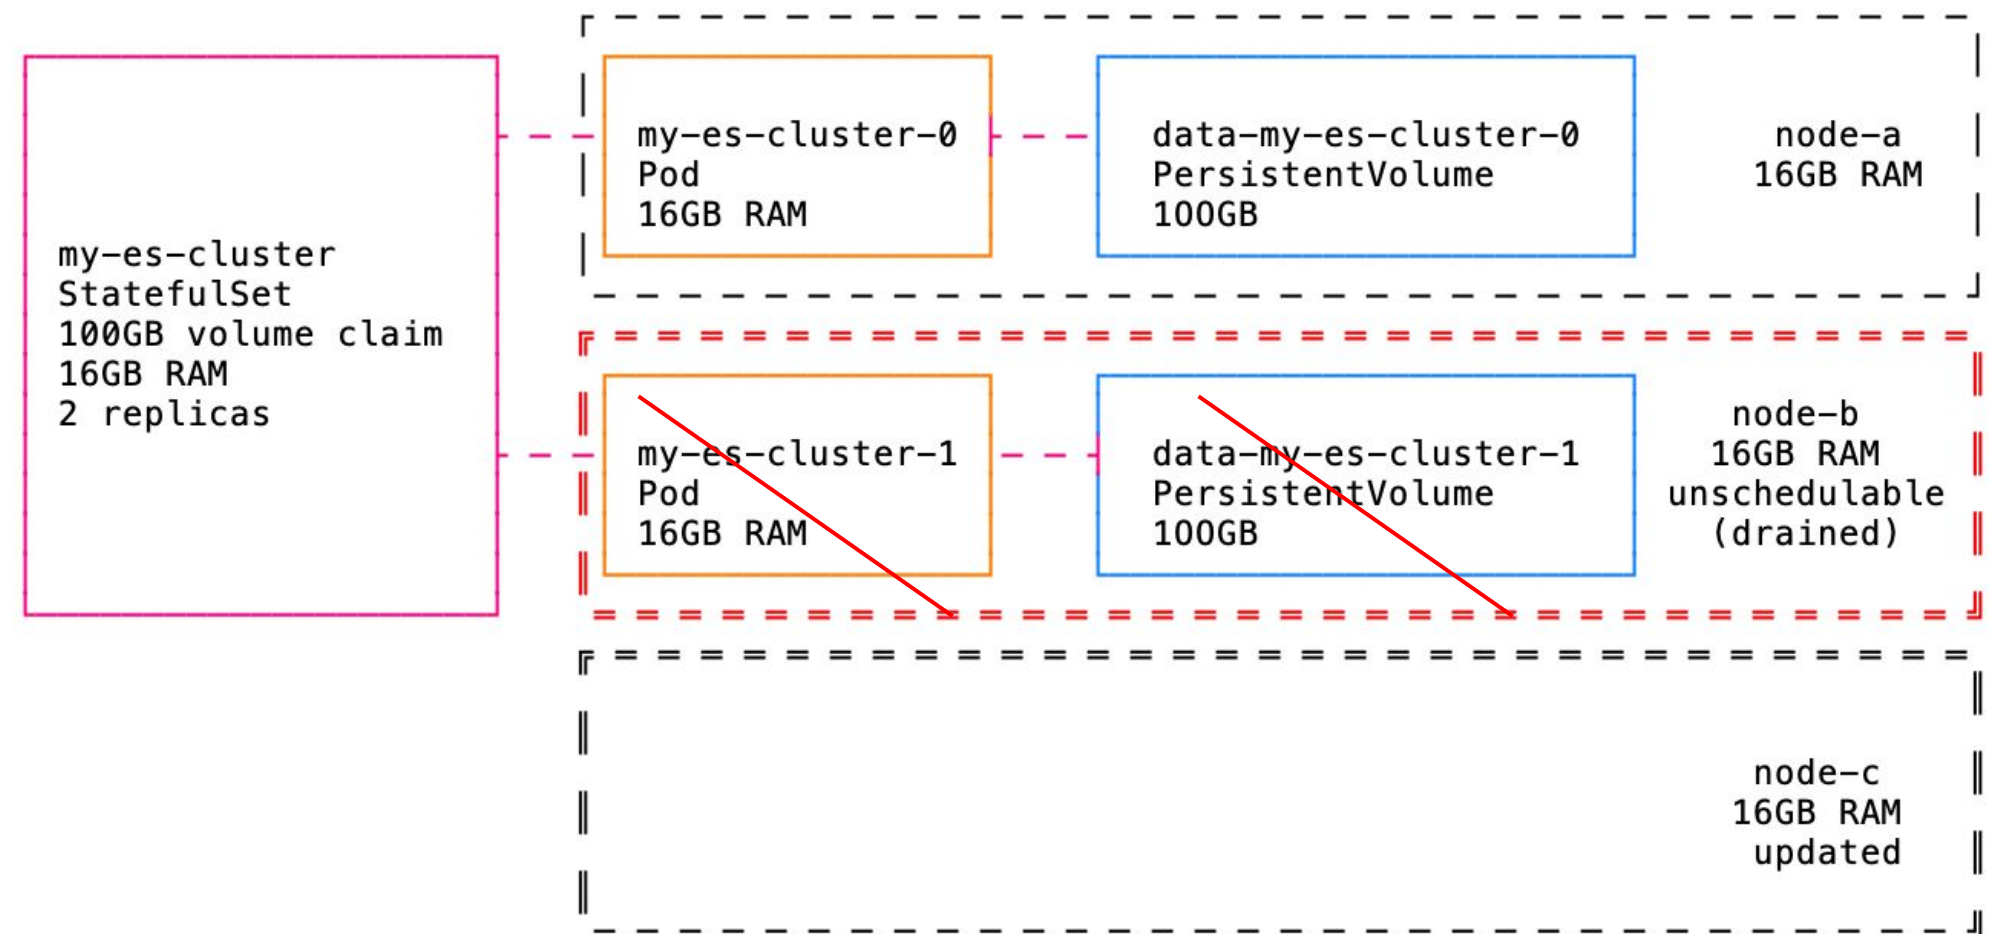 my-es-cluster
StatefulSet
100GB volume claim
16GB RAM
2 replicas
my-es-cluster-0
Pod
16GB RAM
data-my-es-cluster-0
PersistentVolume
100GB
node-a
16GB RAM
my-es-cluster-1
Pod
16GB RAM
data-my-es-cluster-1
PersistentVolume
100GB
node-b
16GB RAM
unschedulable
(drained)
node-c
16GB RAM
updated